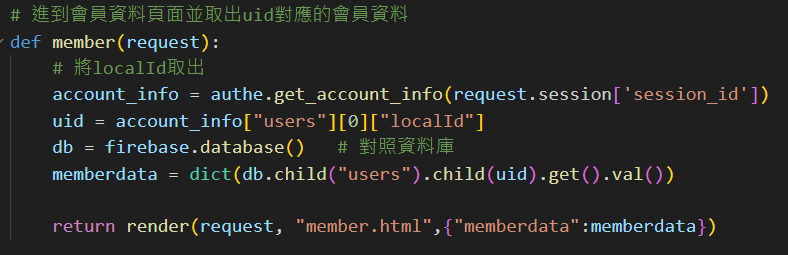 # 進到會員資料頁面並取出uid對應的會員資料
def member(request):
    # 將localId取出
    account_info = authe.get_account_info(request.session['session_id'])
    uid = account_info["users"][0]["localId"]
    db = firebase.database()   # 對照資料庫
    memberdata = dict(db.child("users").child(uid).get().val())
    return render(request, "member.html",{"memberdata":memberdata})